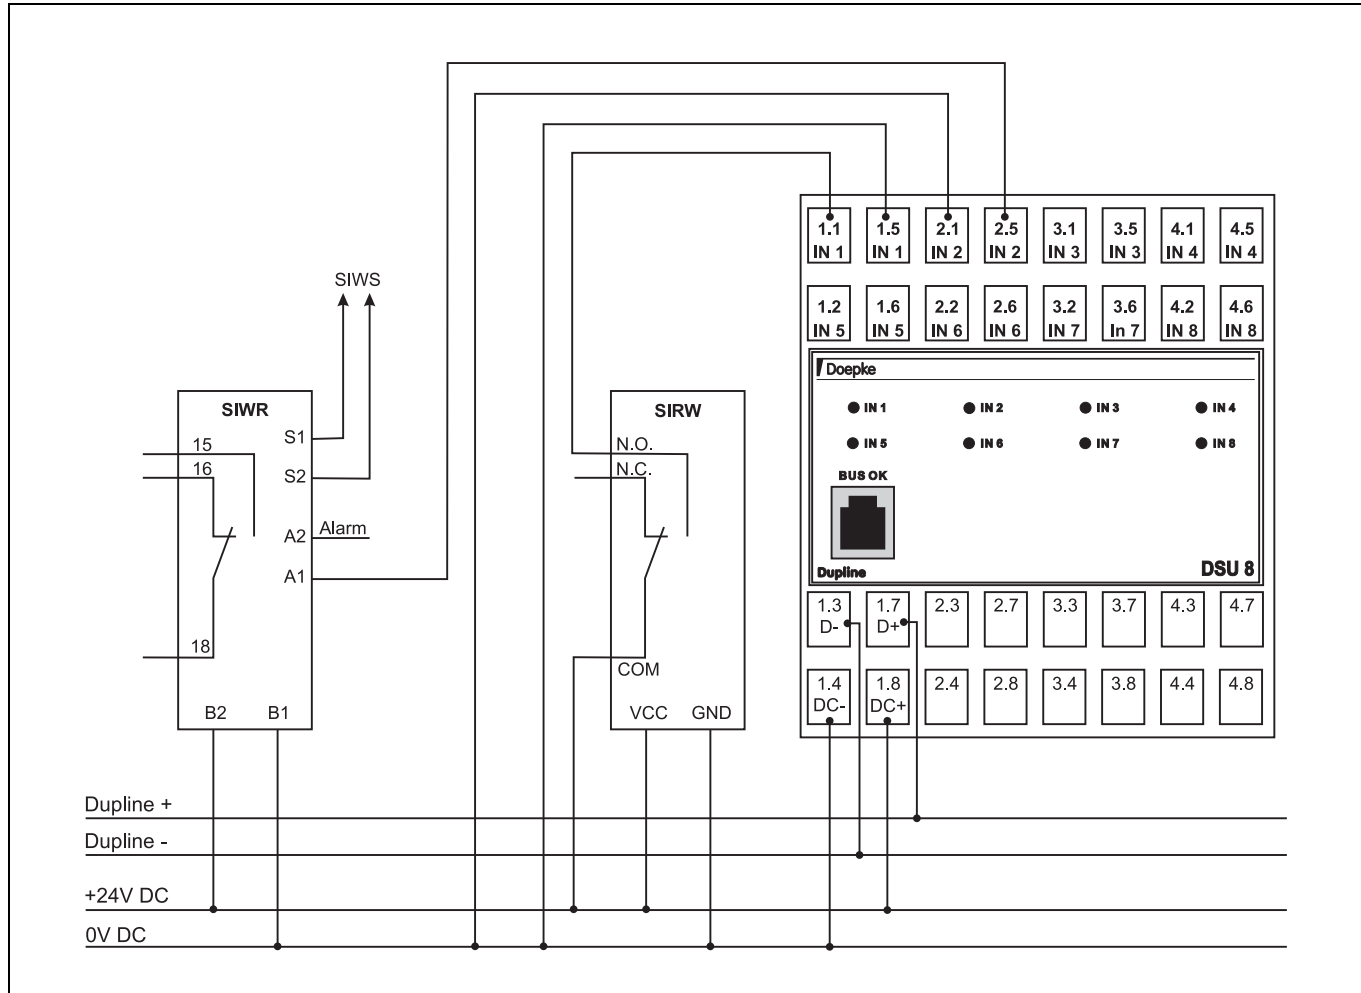 1.1 1.5 2.1 2.5 3.1 3.5 4.1 4.5
IN 1 IN 1 IN 2 IN 2 IN 3 IN 3 IN 4 IN 4
SIWS
1.2 1.6 2.2 2.6 3.2 3.6 4.2 4.6
IN 5 IN 5 IN 6 IN 6 IN 7 In 7 IN 8 IN 8
Doepke
IN 1 IN 2 IN 3 IN 4
IN 5 IN 6 IN 7 IN 8
BUS OK
Dupline DSU 8
SIWR
15
16
18
S1
S2
A2 Alarm
A1
B2 B1
SIRW
N.O.
N.C.
COM
VCC GND
1.3 1.7 2.3 2.7 3.3 3.7 4.3 4.7
D- D+
1.4 1.8 2.4 2.8 3.4 3.8 4.4 4.8
DC- DC+
Dupline +
Dupline -
+24V DC
0V DC